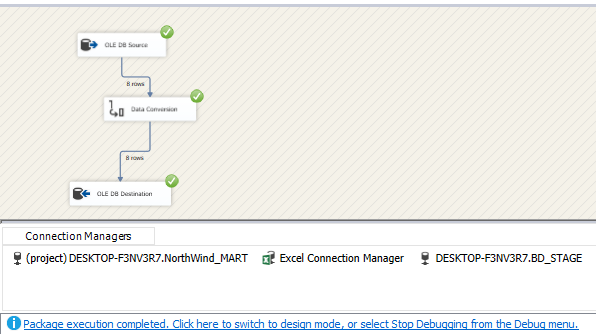 OLE DB Source
8 rows
Data Conversion
8 rows
OLE DB Destination
Connection Managers
(project) DESKTOP-F3NV3R7.NorthWind_MART Excel Connection Manager DESKTOP-F3NV3R7.BD_STAGE
Package execution completed. Click here to switch to design mode, or select Stop Debugging from the Debug menu.